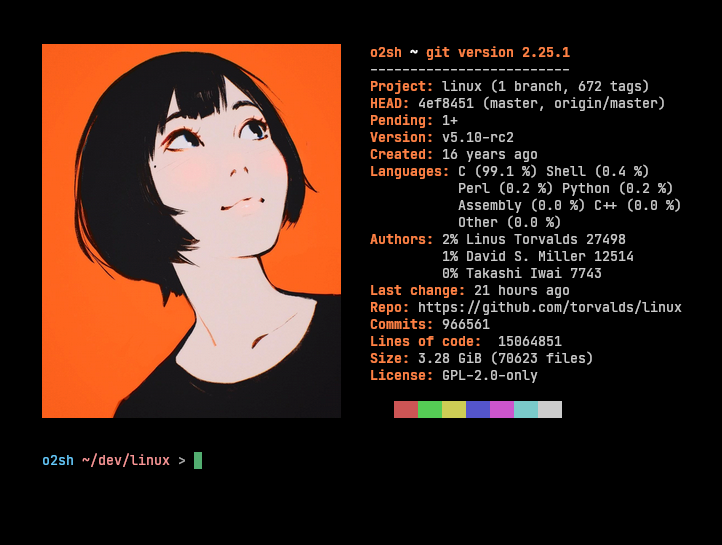 o2sh ~ git version 2.25.1
-------------------------
Project: linux (1 branch, 672 tags)
HEAD: 4ef8451 (master, origin/master)
Pending: 1+
Version: v5.10-rc2
Created: 16 years ago
Languages: C (99.1 %) Shell (0.4 %)
Perl (0.2 %) Python (0.2 %)
Assembly (0.0 %) C++ (0.0 %)
Other (0.0 %)
Authors: 2% Linus Torvalds 27498
1% David S. Miller 12514
0% Takashi Iwai 7743
Last change: 21 hours ago
Repo: https://github.com/torvalds/linux
Commits: 966561
Lines of code:  15064851
Size: 3.28 GiB (70623 files)
License: GPL-2.0-only
o2sh ~/dev/linux >